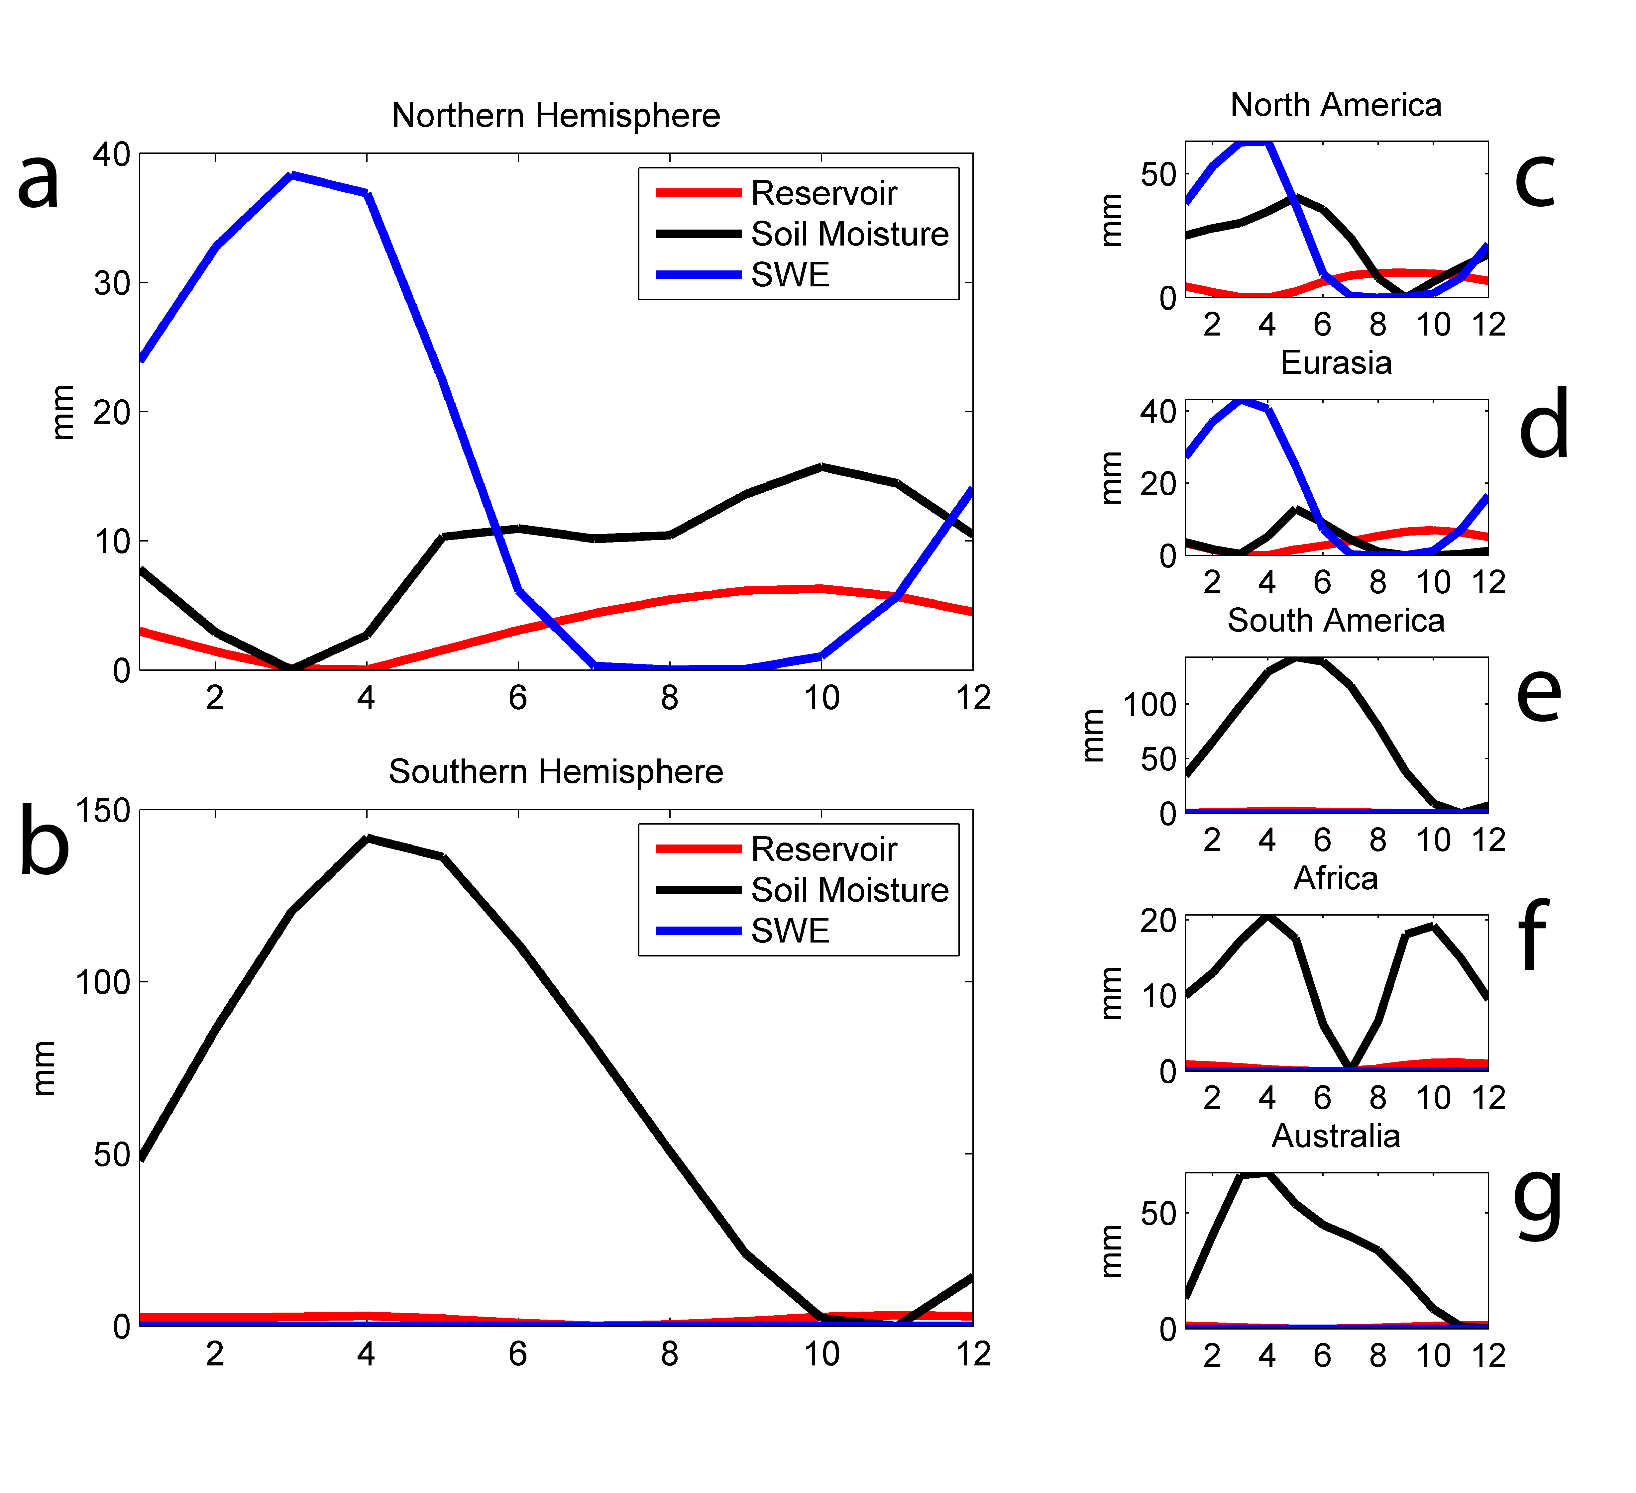 a
Northern Hemisphere
40
30
20
10
0
mm
Reservoir
Soil Moisture
SWE
2 4 6 8 10 12
b
Southern Hemisphere
150
100
50
0
mm
Reservoir
Soil Moisture
SWE
2 4 6 8 10 12
North America
c
50
0
mm
2 4 6 8 10 12
Eurasia
d
40
20
0
mm
2 4 6 8 10 12
South America
e
100
50
0
mm
2 4 6 8 10 12
Africa
f
20
10
0
mm
2 4 6 8 10 12
Australia
g
50
0
mm
2 4 6 8 10 12